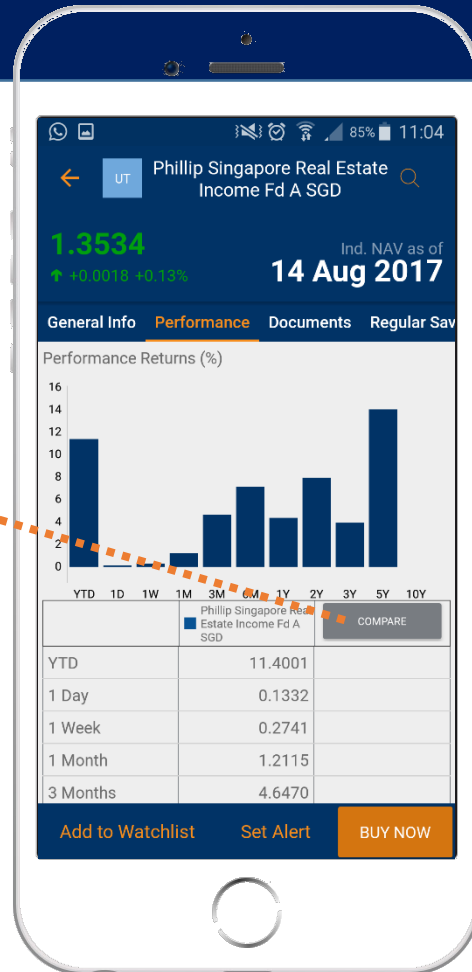 85% 11:04
UT
Phillip Singapore Real Estate
Income Fd A SGD
1.3534
Ind. NAV as of
+0.0018 +0.13%
14 Aug 2017
General Info Performance Documents Regular Sav
Performance Returns (%)
16
14
12
10
8
6
4
2
0
YTD 1D 1W 1M 3M 6M 1Y 2Y 3Y 5Y 10Y
Phillip Singapore Real
Estate Income Fd A
SGD
COMPARE
YTD 11.4001
1 Day 0.1332
1 Week 0.2741
1 Month 1.2115
3 Months 4.6470
Add to Watchlist Set Alert BUY NOW